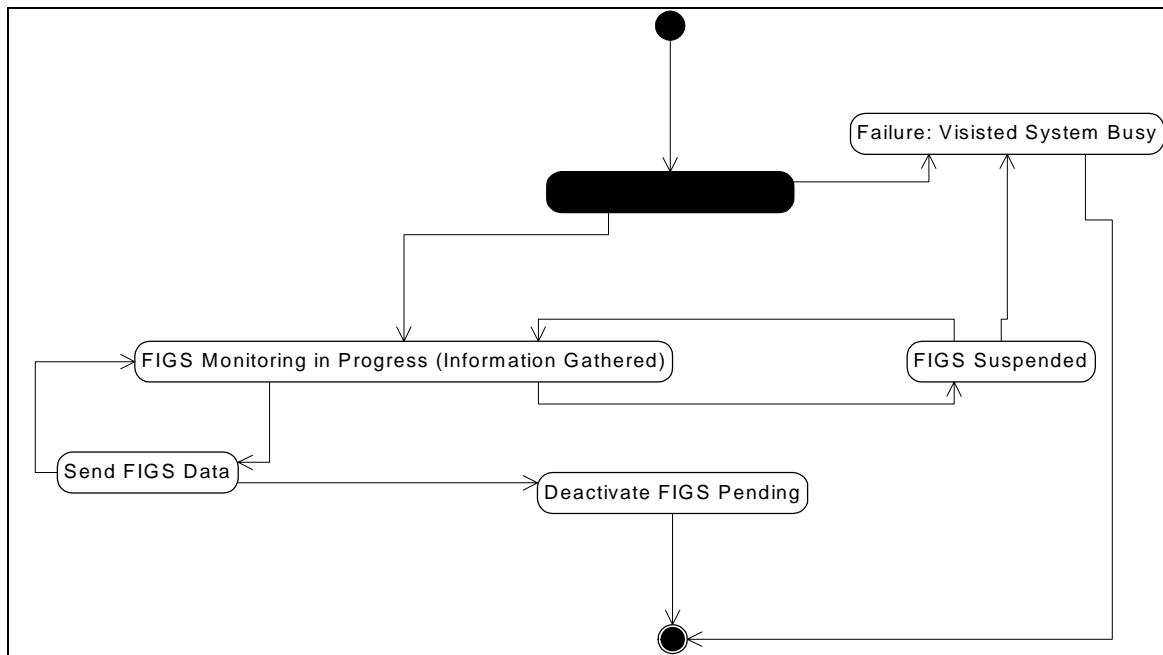 Failure: Visisted System Busy
FIGS Monitoring in Progress (Information Gathered)
FIGS Suspended
Send FIGS Data
Deactivate FIGS Pending